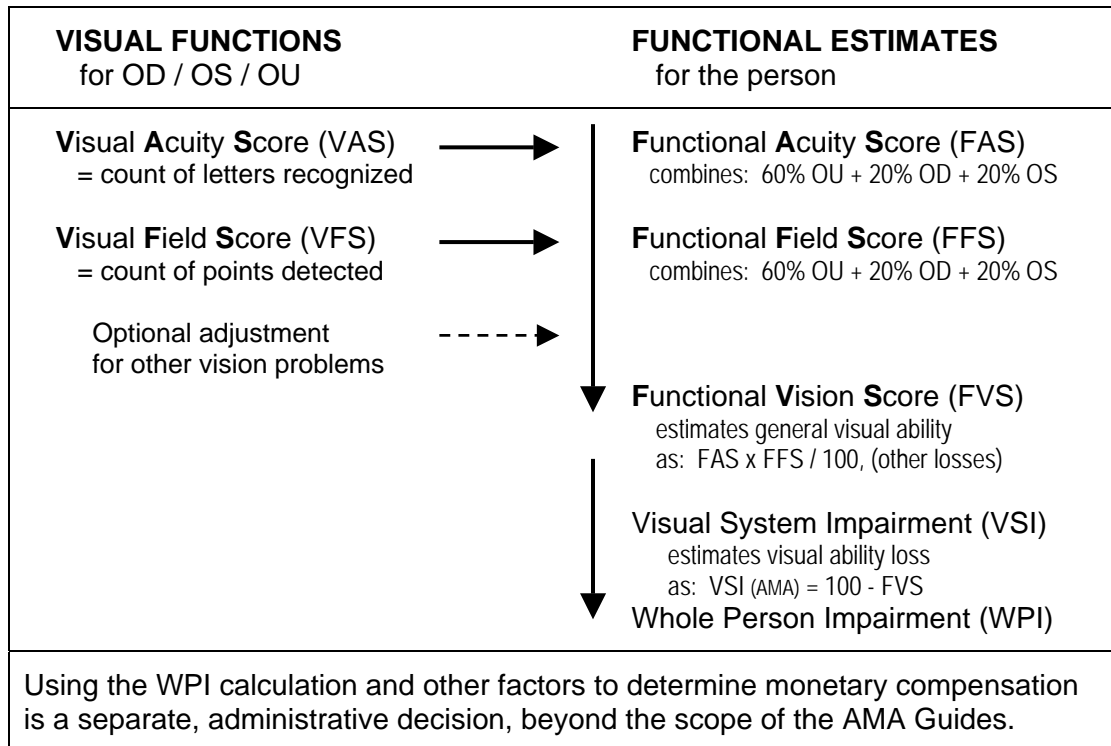 VISUAL FUNCTIONS
for OD / OS / OU
FUNCTIONAL ESTIMATES
for the person
Visual Acuity Score (VAS)
= count of letters recognized
Functional Acuity Score (FAS)
combines: 60% OU + 20% OD + 20% OS
Visual Field Score (VFS)
= count of points detected
Functional Field Score (FFS)
combines: 60% OU + 20% OD + 20% OS
Optional adjustment
for other vision problems
Functional Vision Score (FVS)
estimates general visual ability
as: FAS x FFS / 100, (other losses)
Visual System Impairment (VSI)
estimates visual ability loss
as: VSI (AMA) = 100 - FVS
Whole Person Impairment (WPI)
Using the WPI calculation and other factors to determine monetary compensation
is a separate, administrative decision, beyond the scope of the AMA Guides.